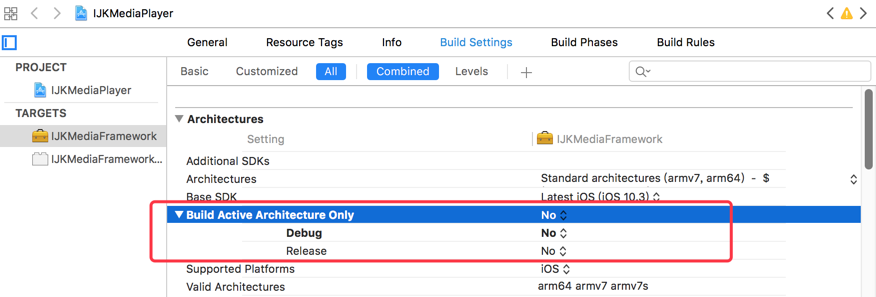 IJKMediaPlayer
General Resource Tags Info Build Settings Build Phases Build Rules
PROJECT
IJKMediaPlayer
TARGETS
IJKMediaFramework
IJKMediaFramework...
Basic Customized All Combined Levels
Architectures
Setting IJKMediaFramework
Additional SDKs
Architectures Standard architectures (armv7, arm64) - $
Base SDK Latest iOS (iOS 10.3)
Build Active Architecture Only No
Debug No
Release No
Supported Platforms iOS
Valid Architectures arm64 armv7 armv7s